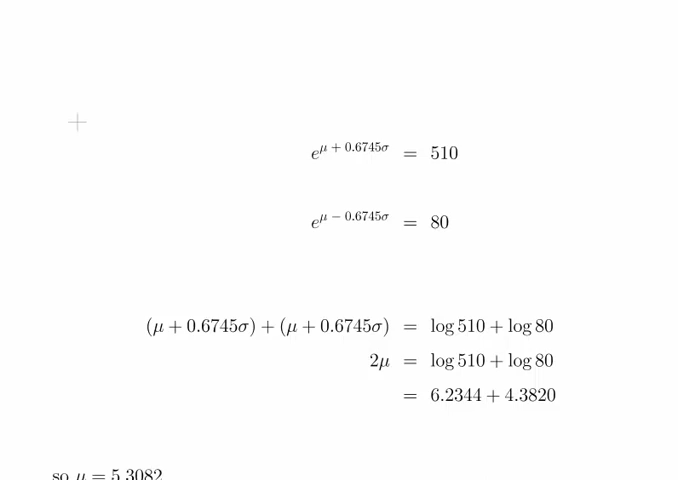 e^{μ + 0.6745σ} = 510
e^{μ − 0.6745σ} = 80
(μ + 0.6745σ) + (μ + 0.6745σ) = log 510 + log 80
2μ = log 510 + log 80
= 6.2344 + 4.3820
so μ = 5.3082